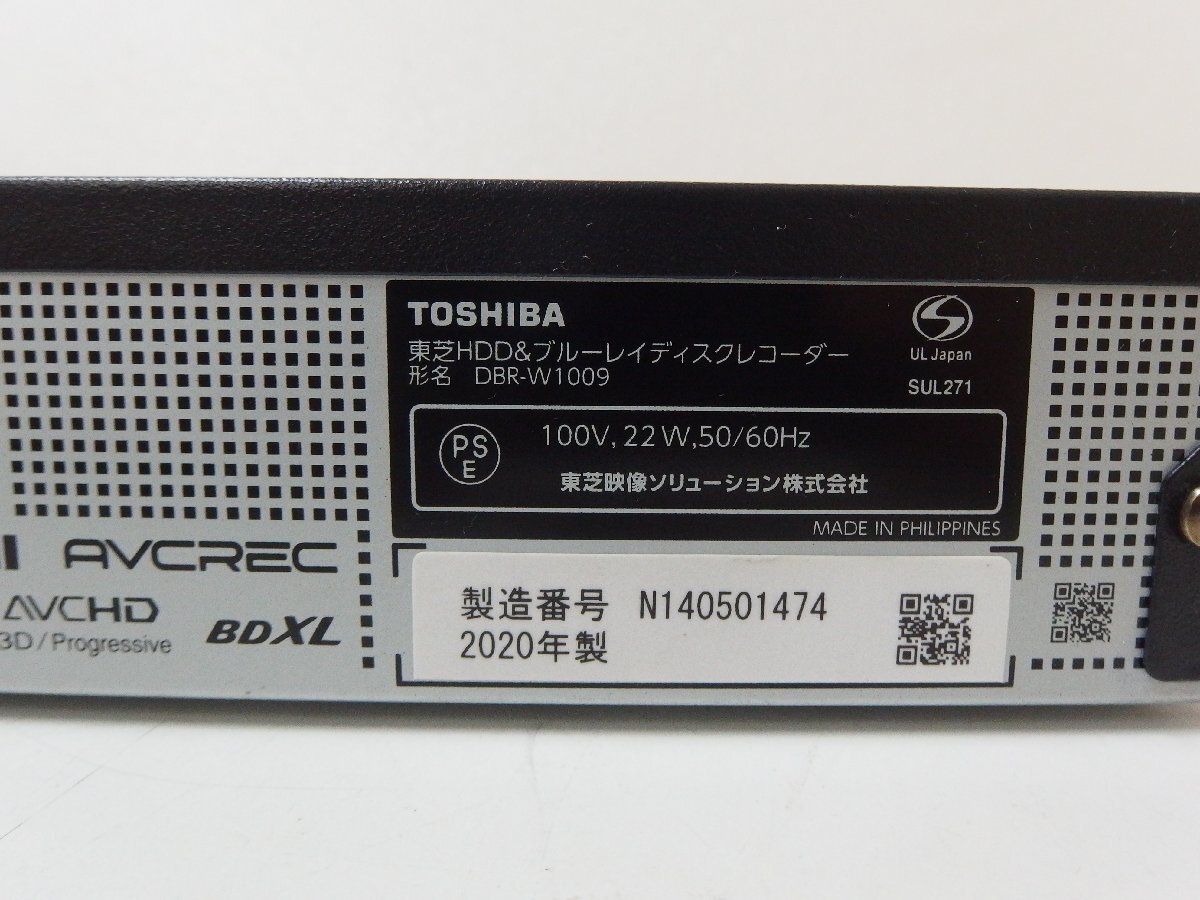 TOSHIBA
東芝HDD&ブルーレイディスクレコーダー
形名 DBR-W1009
UL Japan
SUL271
PS
E
100V, 22W, 50/60Hz
東芝映像ソリューション株式会社
MADE IN PHILIPPINES
AVCREC
AVCHD
3D/Progressive
BDXL
製造番号 N140501474
2020年製